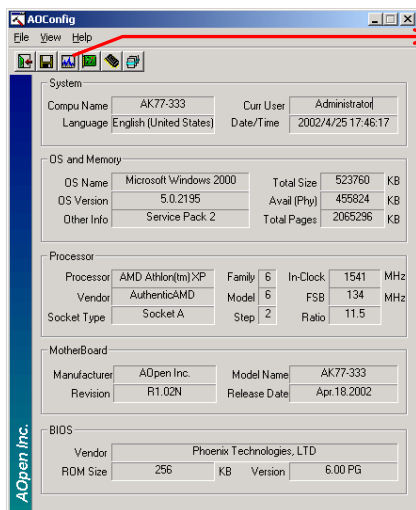 AOConfig
File View Help
System
Compu Name AK77-333 Curr User Administrator
Language English (United States) Date/Time 2002/4/25 17:46:17
OS and Memory
OS Name Microsoft Windows 2000 Total Size 523760 KB
OS Version 5.0.2195 Avail (Phy) 455824 KB
Other Info Service Pack 2 Total Pages 2065296 KB
Processor
Processor AMD Athlon(tm) XP Family 6 In-Clock 1541 MHz
Vendor AuthenticAMD Model 6 FSB 134 MHz
Socket Type Socket A Step 2 Ratio 11.5
MotherBoard
Manufacturer AOpen Inc. Model Name AK77-333
Revision R1.02N Release Date Apr.18.2002
BIOS
Vendor Phoenix Technologies, LTD
ROM Size 256 KB Version 6.00 PG
AOpen Inc.